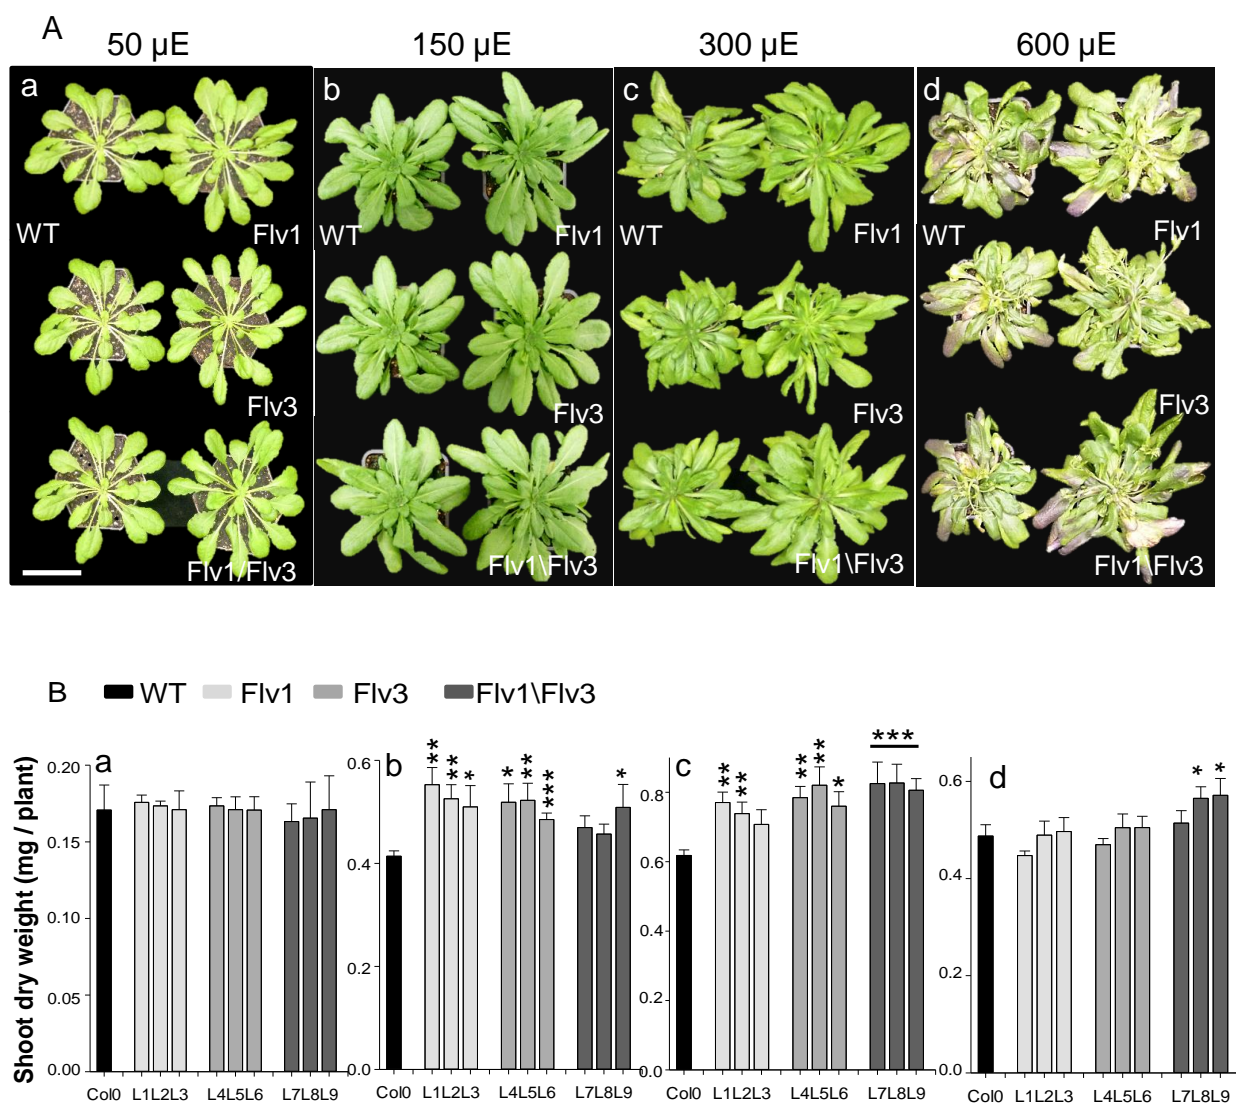 A
50 µE 150 µE 300 µE 600 µE
a b c d
WT Flv1 WT Flv1 WT Flv1 WT Flv1
Flv3 Flv3 Flv3 Flv3
Flv1/Flv3 Flv1\Flv3 Flv1\Flv3 Flv1\Flv3
B WT Flv1 Flv3 Flv1\Flv3
Shoot dry weight (mg / plant)
a
0.20
0.15
0.10
0.05
0.00
Col0 L1L2L3 L4L5L6 L7L8L9
b
** ** * * ** *** *
0.6
0.4
0.2
0.0
Col0 L1L2L3 L4L5L6 L7L8L9
c
** ** ** ** * ***
0.8
0.6
0.4
0.2
0.0
Col0 L1L2L3 L4L5L6 L7L8L9
d
* *
0.6
0.4
0.2
0.0
Col0 L1L2L3 L4L5L6 L7L8L9